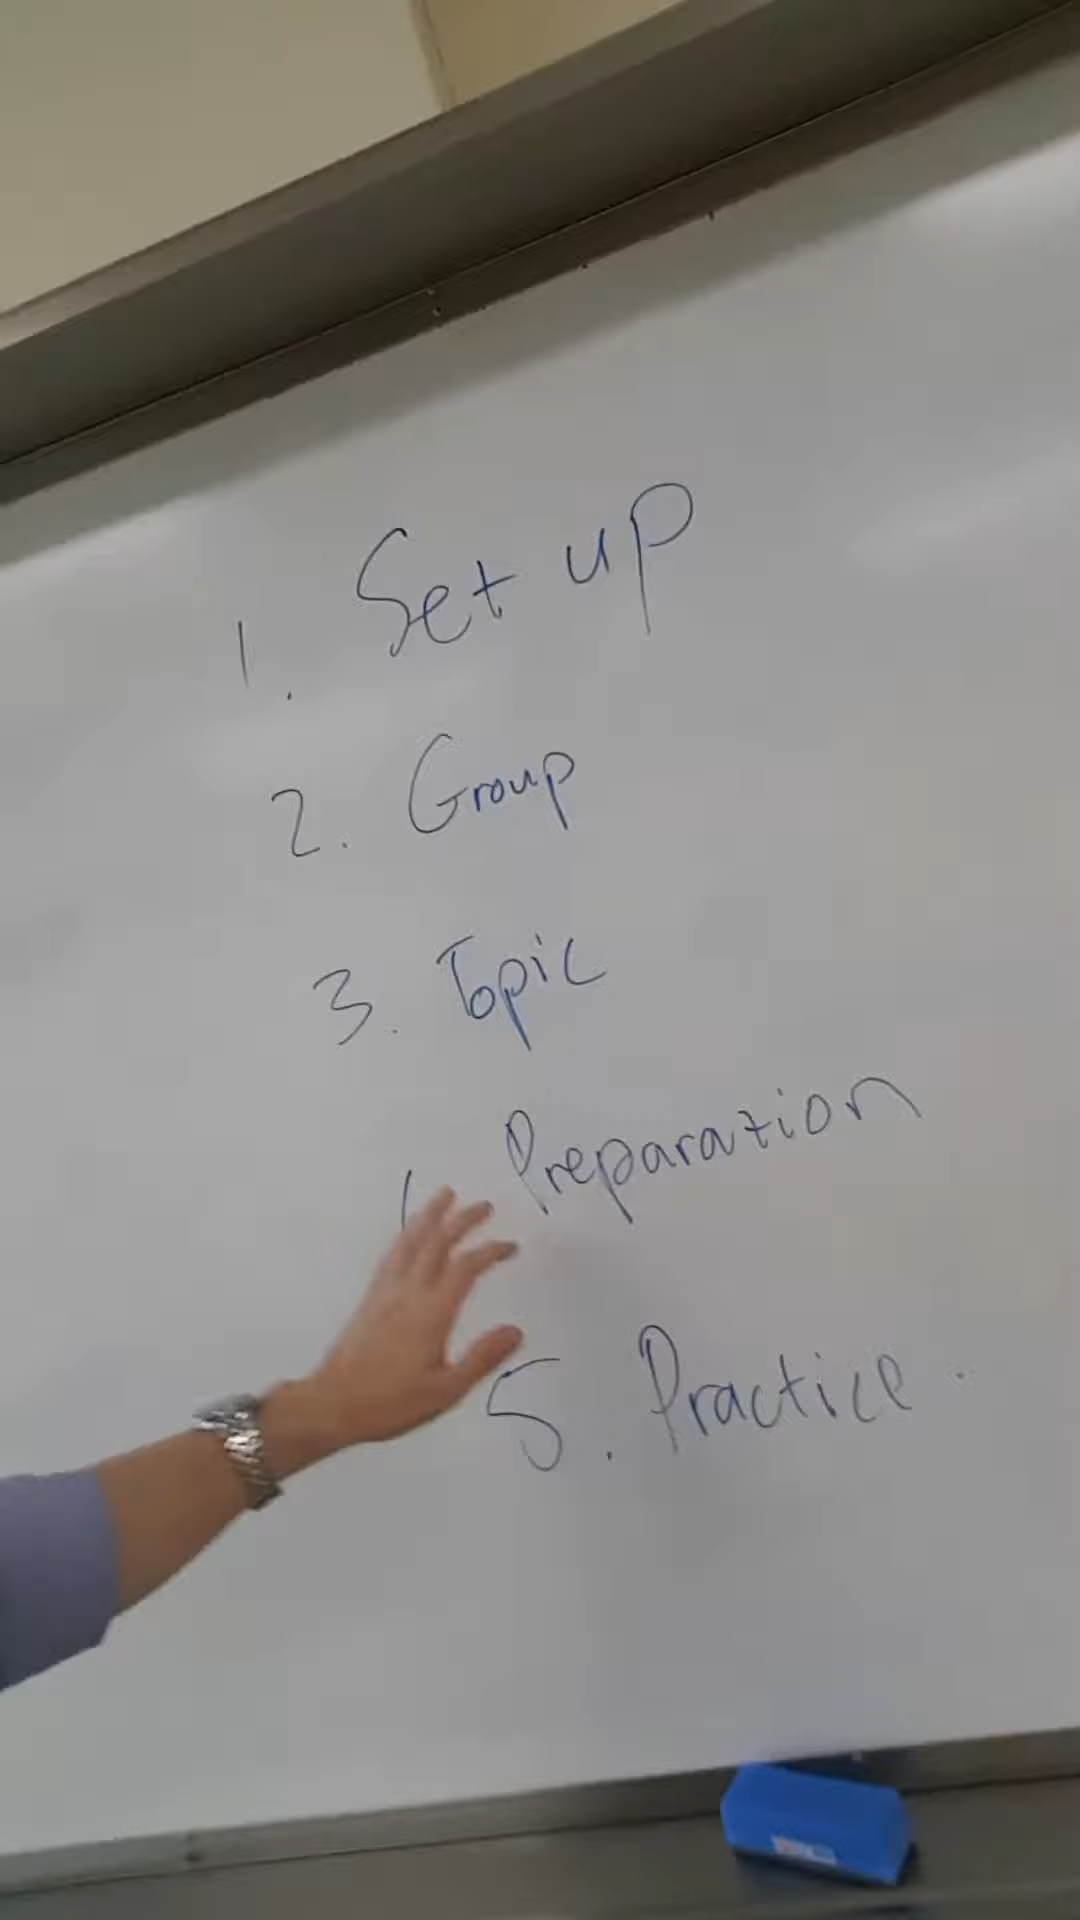 1. Set up
2. Group
3. Topic
Preparation
5. Practice.